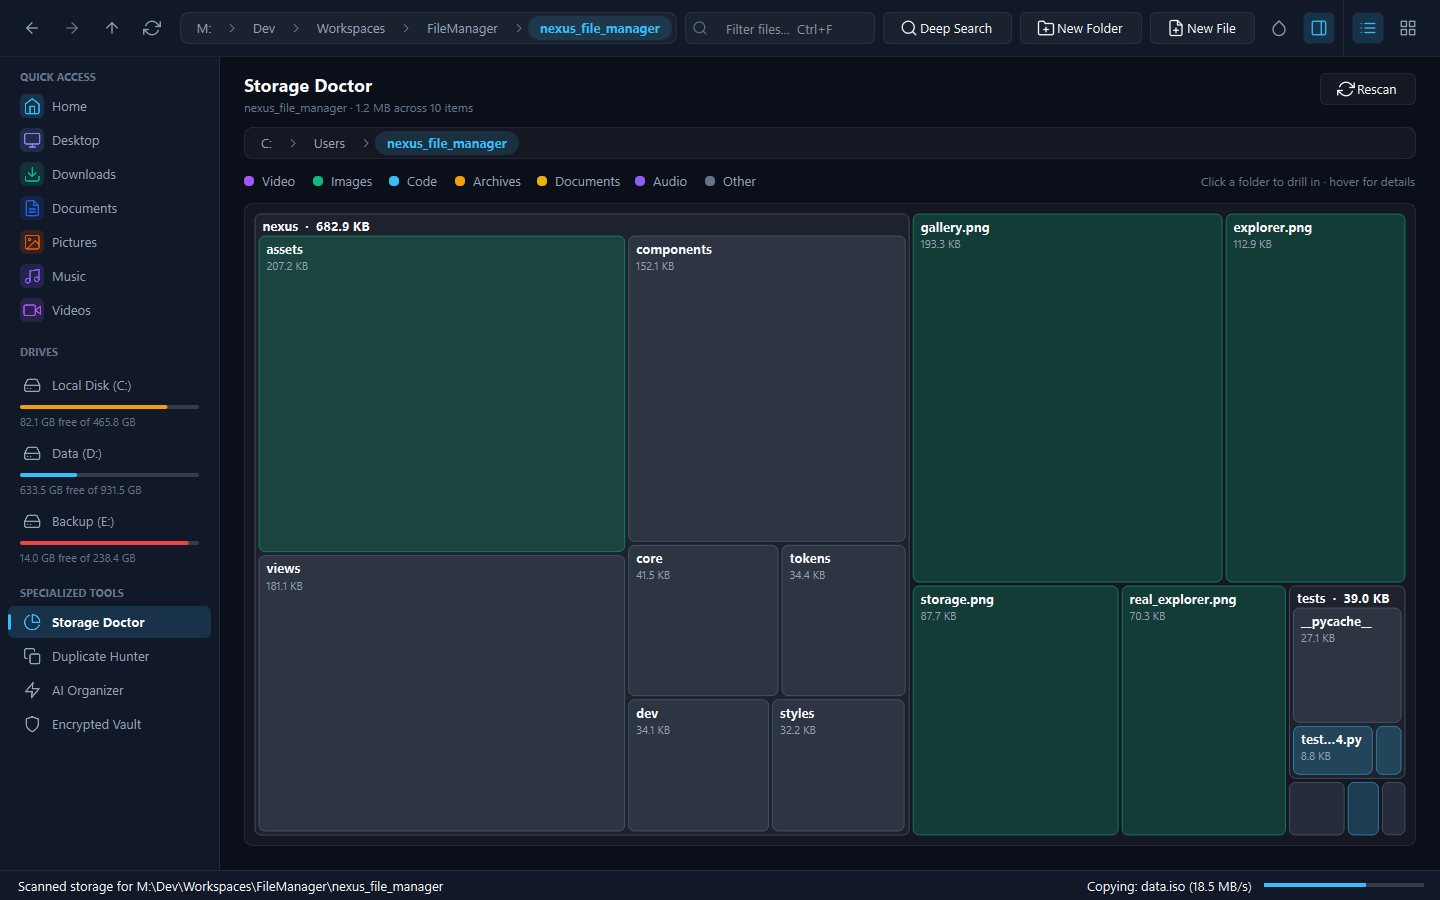 M: Dev Workspaces FileManager nexus_file_manager Filter files... Ctrl+F Deep Search New Folder New File
QUICK ACCESS
Home
Desktop
Downloads
Documents
Pictures
Music
Videos
DRIVES
Local Disk (C:)
82.1 GB free of 465.8 GB
Data (D:)
633.5 GB free of 931.5 GB
Backup (E:)
14.0 GB free of 238.4 GB
SPECIALIZED TOOLS
Storage Doctor
Duplicate Hunter
AI Organizer
Encrypted Vault
Storage Doctor
nexus_file_manager · 1.2 MB across 10 items
Rescan
C: Users nexus_file_manager
Video Images Code Archives Documents Audio Other
Click a folder to drill in · hover for details
nexus · 682.9 KB
assets
207.2 KB
components
152.1 KB
views
181.1 KB
core
41.5 KB
tokens
34.4 KB
dev
34.1 KB
styles
32.2 KB
gallery.png
193.3 KB
explorer.png
112.9 KB
storage.png
87.7 KB
real_explorer.png
70.3 KB
tests · 39.0 KB
__pycache__
27.1 KB
test...4.py
8.8 KB
Scanned storage for M:\Dev\Workspaces\FileManager\nexus_file_manager
Copying: data.iso (18.5 MB/s)